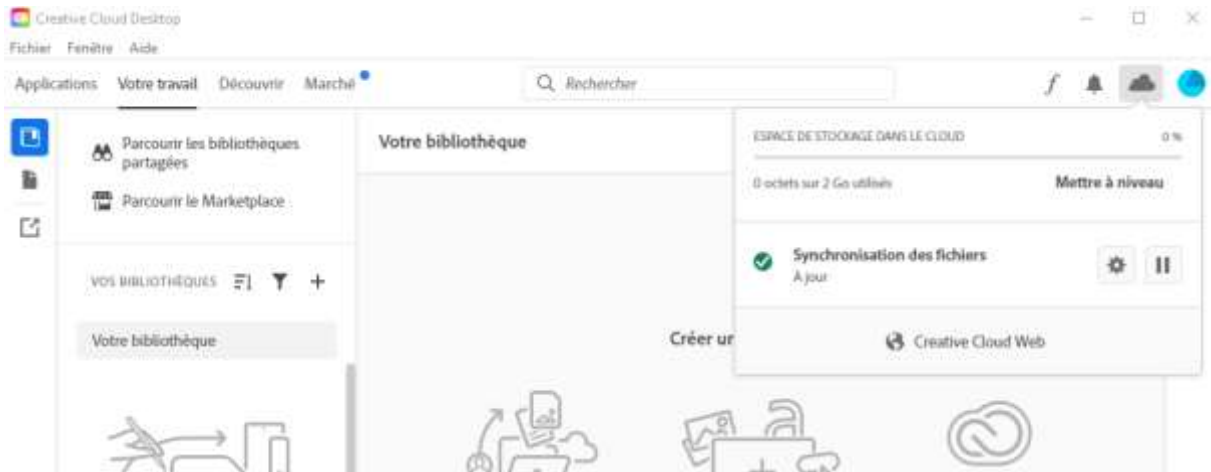 Creative Cloud Desktop
Fichier Fenêtre Aide
Applications Votre travail Découvrir Marché Rechercher
Parcourir les bibliothèques
partagées
Parcourir le Marketplace
VOS BIBLIOTHÈQUES
Votre bibliothèque
Votre bibliothèque
Créer un
ESPACE DE STOCKAGE DANS LE CLOUD 0 %
0 octets sur 2 Go utilisés Mettre à niveau
Synchronisation des fichiers
À jour
Creative Cloud Web